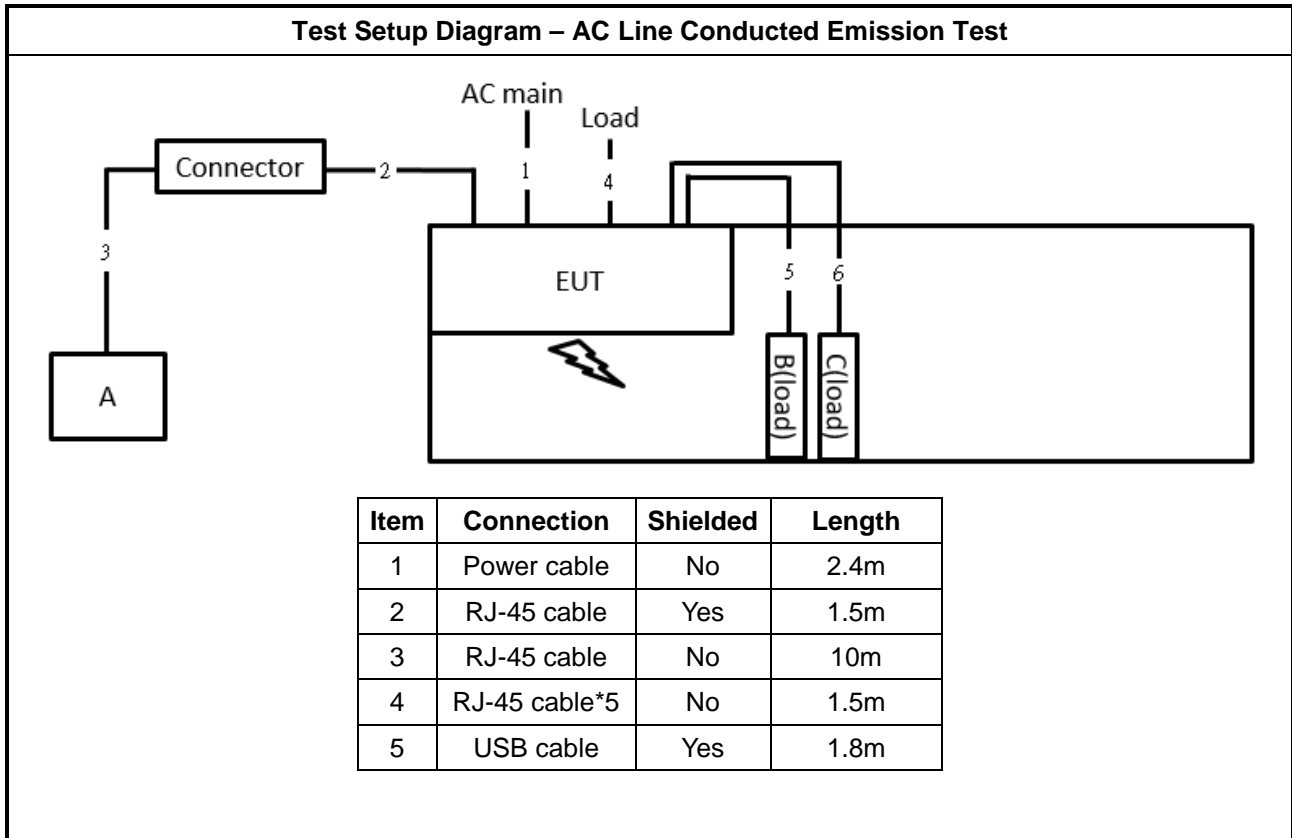 Test Setup Diagram – AC Line Conducted Emission Test
AC main
Load
Connector
2
1
4
3
EUT
5
6
A
B(load)
C(load)
Item Connection Shielded Length
1 Power cable No 2.4m
2 RJ-45 cable Yes 1.5m
3 RJ-45 cable No 10m
4 RJ-45 cable*5 No 1.5m
5 USB cable Yes 1.8m